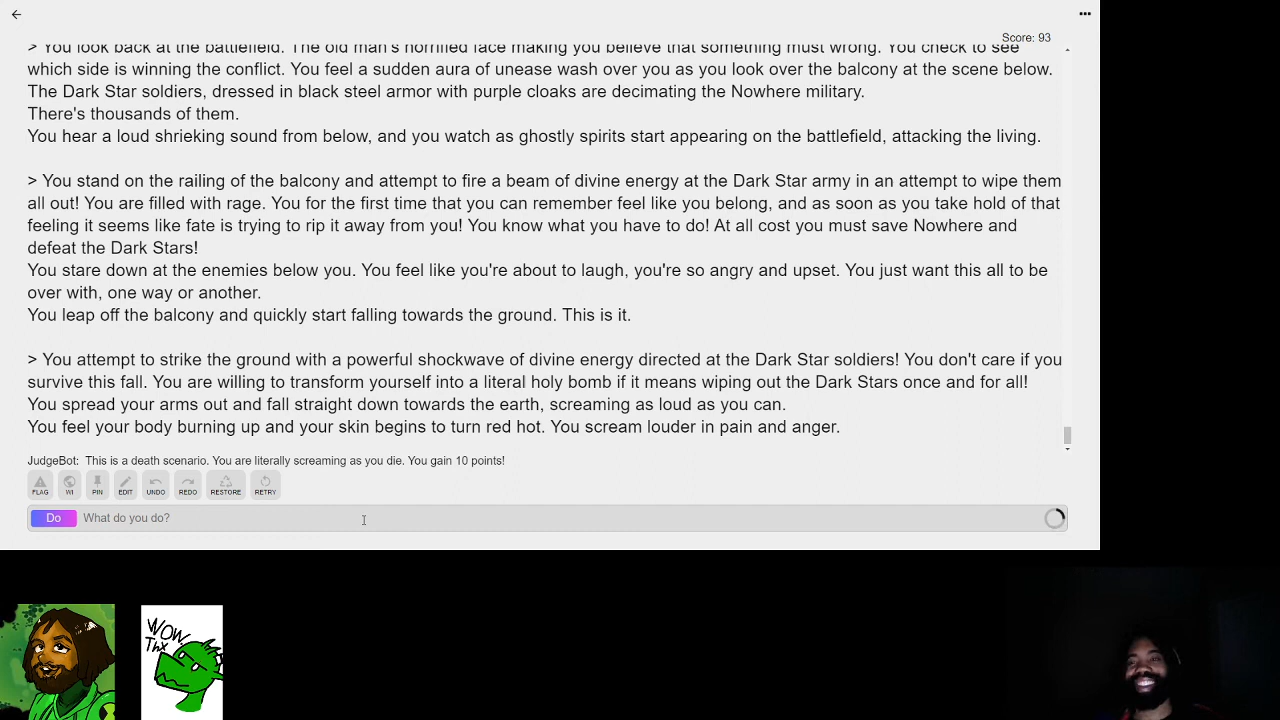 Score: 93
> You look back at the battlefield. The old man's horrified face making you believe that something must wrong. You check to see
which side is winning the conflict. You feel a sudden aura of unease wash over you as you look over the balcony at the scene below.
The Dark Star soldiers, dressed in black steel armor with purple cloaks are decimating the Nowhere military.
There's thousands of them.
You hear a loud shrieking sound from below, and you watch as ghostly spirits start appearing on the battlefield, attacking the living.
> You stand on the railing of the balcony and attempt to fire a beam of divine energy at the Dark Star army in an attempt to wipe them
all out! You are filled with rage. You for the first time that you can remember feel like you belong, and as soon as you take hold of that
feeling it seems like fate is trying to rip it away from you! You know what you have to do! At all cost you must save Nowhere and
defeat the Dark Stars!
You stare down at the enemies below you. You feel like you're about to laugh, you're so angry and upset. You just want this all to be
over with, one way or another.
You leap off the balcony and quickly start falling towards the ground. This is it.
> You attempt to strike the ground with a powerful shockwave of divine energy directed at the Dark Star soldiers! You don't care if you
survive this fall. You are willing to transform yourself into a literal holy bomb if it means wiping out the Dark Stars once and for all!
You spread your arms out and fall straight down towards the earth, screaming as loud as you can.
You feel your body burning up and your skin begins to turn red hot. You scream louder in pain and anger.
JudgeBot: This is a death scenario. You are literally screaming as you die. You gain 10 points!
FLAG WI PIN EDIT UNDO REDO RESTORE RETRY
Do What do you do?
WOW
Thx